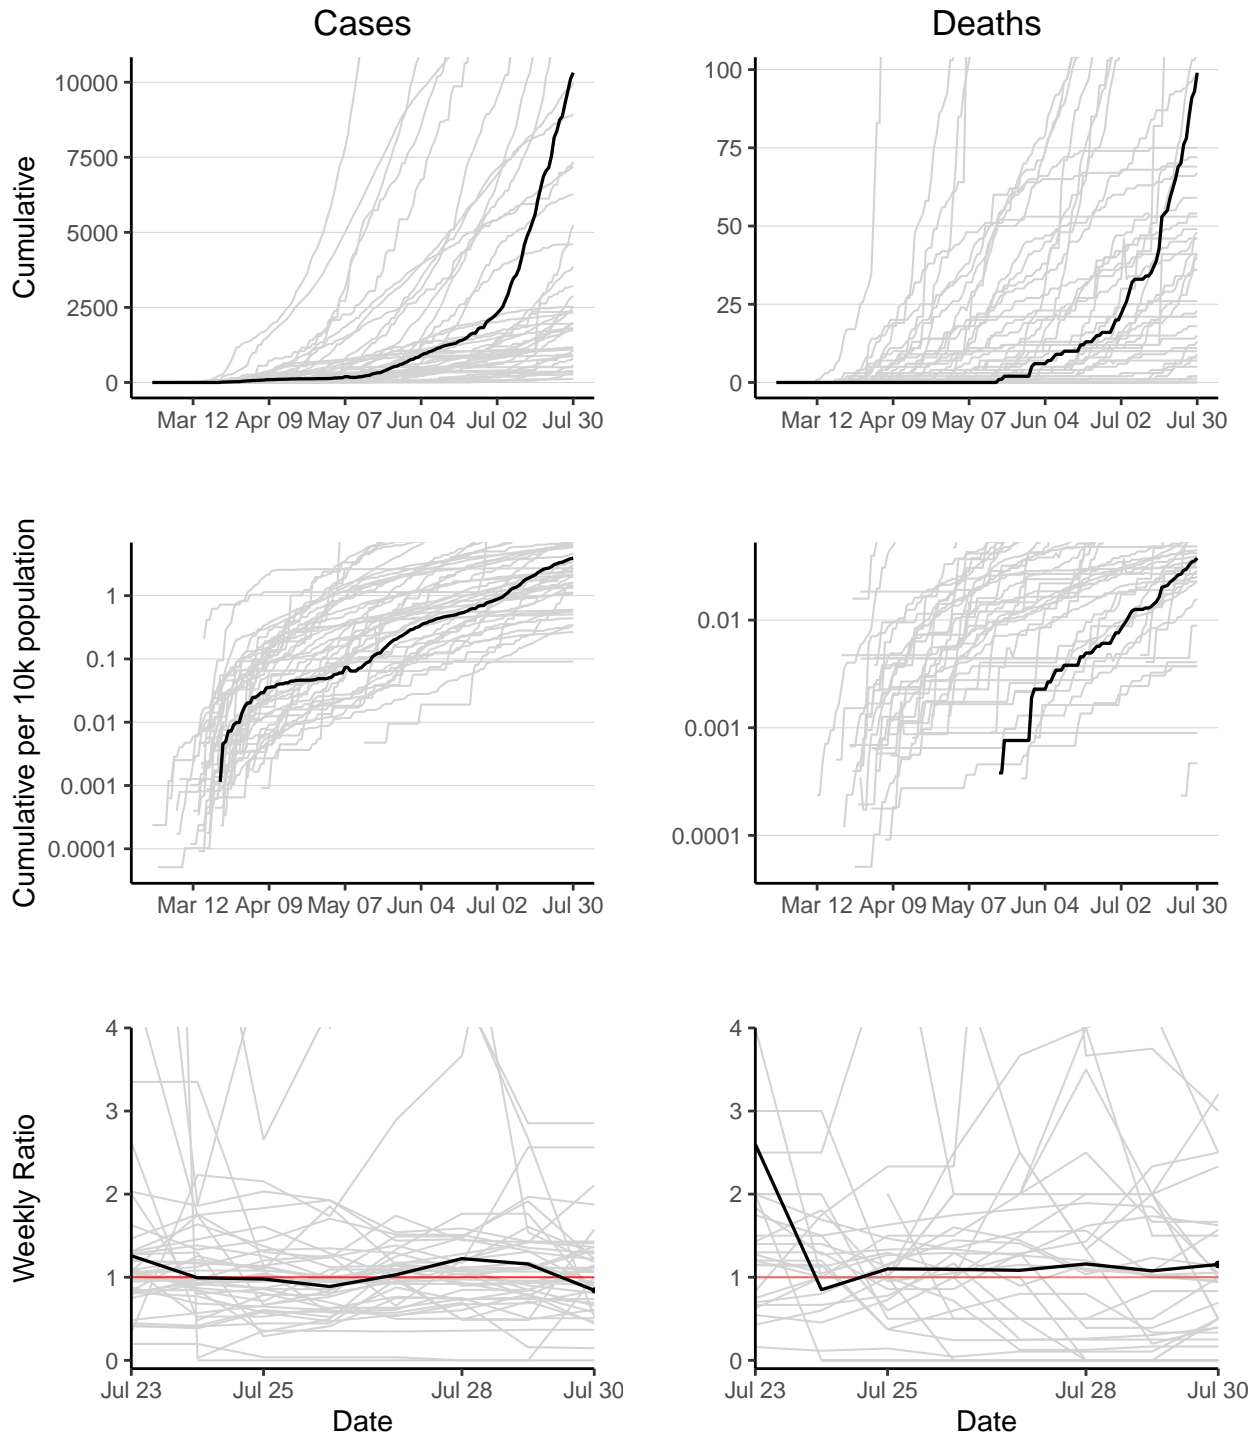 Cases
Deaths
Cumulative
10000
7500
5000
2500
0
Mar 12 Apr 09 May 07 Jun 04 Jul 02 Jul 30
100
75
50
25
0
Mar 12 Apr 09 May 07 Jun 04 Jul 02 Jul 30
Cumulative per 10k population
1
0.1
0.01
0.001
0.0001
Mar 12 Apr 09 May 07 Jun 04 Jul 02 Jul 30
0.01
0.001
0.0001
Mar 12 Apr 09 May 07 Jun 04 Jul 02 Jul 30
Weekly Ratio
4
3
2
1
0
Jul 23 Jul 25 Jul 28 Jul 30
Date
4
3
2
1
0
Jul 23 Jul 25 Jul 28 Jul 30
Date